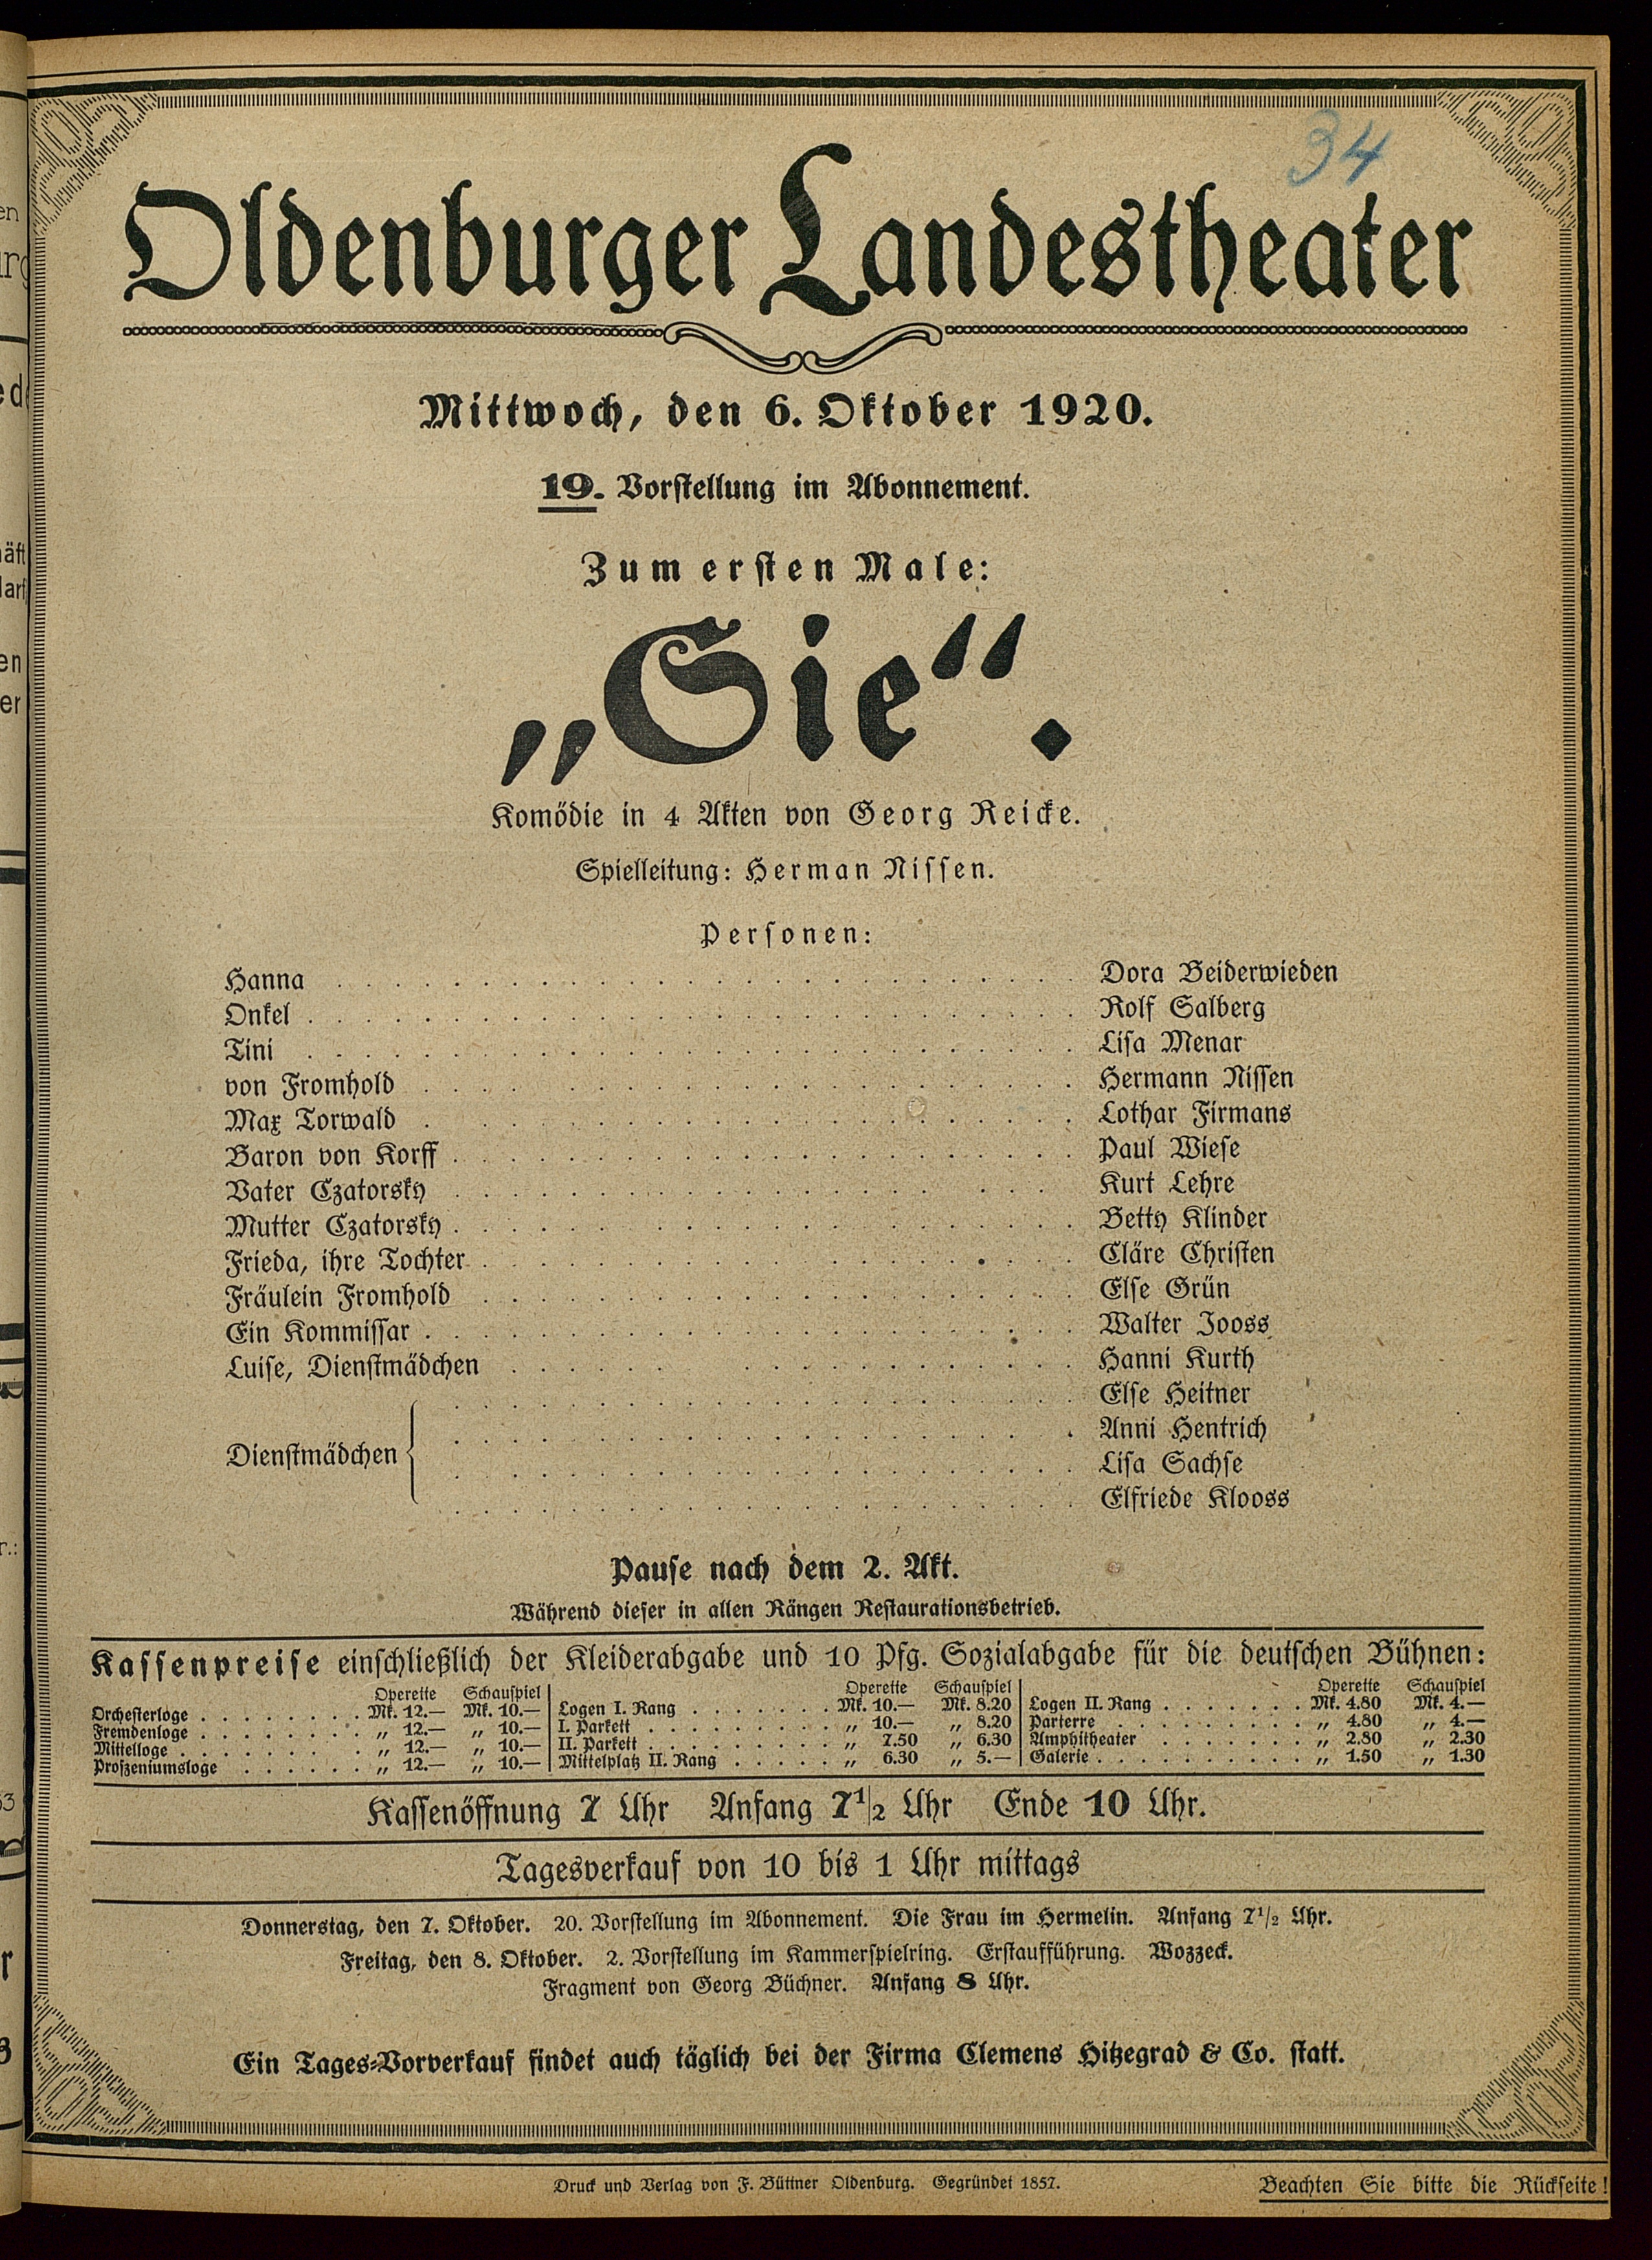 34
Oldenburger Landestheater
Mittwoch, den 6. Oktober 1920.
19. Vorstellung im Abonnement.
Zum ersten Male:
„Sie“.
Komödie in 4 Akten von Georg Reicke.
Spielleitung: Herman Nissen.
Personen:
Hanna . . . . . Dora Beiderwieden
Onkel . . . . . Rolf Salberg
Tini . . . . . Lisa Menar
von Fromhold . . . . . Hermann Nissen
Max Torwald . . . . . Lothar Firmans
Baron von Korff . . . . . Paul Wiese
Vater Czatorsky . . . . . Kurt Lehre
Mutter Czatorsky . . . . . Betty Klinder
Frieda, ihre Tochter . . . . . Cläre Christen
Fräulein Fromhold . . . . . Else Grün
Ein Kommissar . . . . . Walter Jooss
Luise, Dienstmädchen . . . . . Hanni Kurth
Dienstmädchen { . . . . . Else Heitner
. . . . . Anni Hentrich
. . . . . Lisa Sachse
. . . . . Elfriede Klooss
Pause nach dem 2. Akt.
Während dieser in allen Rängen Restaurationsbetrieb.
Kassenpreise einschließlich der Kleiderabgabe und 10 Pfg. Sozialabgabe für die deutschen Bühnen:
Operette Schauspiel
Orchesterloge . . . . . Mk. 12.— Mk. 10.—
Fremdenloge . . . . . „ 12.— „ 10.—
Mittelloge . . . . . „ 12.— „ 10.—
Proszeniumsloge . . . . . „ 12.— „ 10.—
Operette Schauspiel
Logen I. Rang . . . . . Mk. 10.— Mk. 8.20
I. Parkett . . . . . „ 10.— „ 8.20
II. Parkett . . . . . „ 7.50 „ 6.30
Mittelplatz II. Rang . . . . . „ 6.30 „ 5.—
Operette Schauspiel
Logen II. Rang . . . . . Mk. 4.80 Mk. 4.—
Parterre . . . . . „ 4.80 „ 4.—
Amphitheater . . . . . „ 2.80 „ 2.30
Galerie . . . . . „ 1.50 „ 1.30
Kassenöffnung 7 Uhr Anfang 7½ Uhr Ende 10 Uhr.
Tagesverkauf von 10 bis 1 Uhr mittags
Donnerstag, den 7. Oktober. 20. Vorstellung im Abonnement. Die Frau im Hermelin. Anfang 7½ Uhr.
Freitag, den 8. Oktober. 2. Vorstellung im Kammerspielring. Erstaufführung. Wozzeck.
Fragment von Georg Büchner. Anfang 8 Uhr.
Ein Tages-Vorverkauf findet auch täglich bei der Firma Clemens Hitzegrad & Co. statt.
Druck und Verlag von F. Büttner Oldenburg. Gegründet 1857.
Beachten Sie bitte die Rückseite!